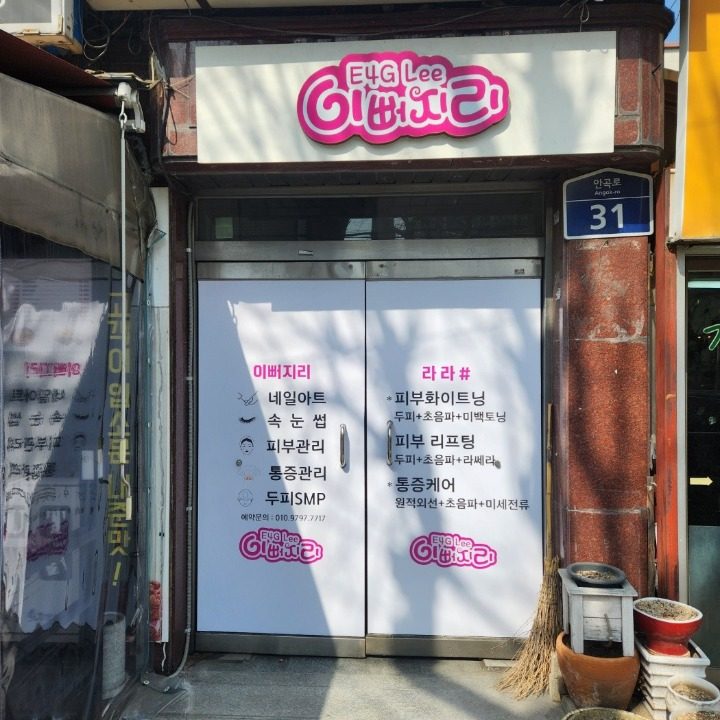 E4G Lee
이뻐지리
안곡로
Angok-ro
31
이뻐지리
네일아트
속눈썹
피부관리
통증관리
두피SMP
예약문의 : 010.9797.7717
E4G Lee
이뻐지리
라라#
*피부화이트닝
두피+초음파+미백토닝
*피부 리프팅
두피+초음파+라쎄라
*통증케어
원적외선+초음파+미세전류
E4G Lee
이뻐지리